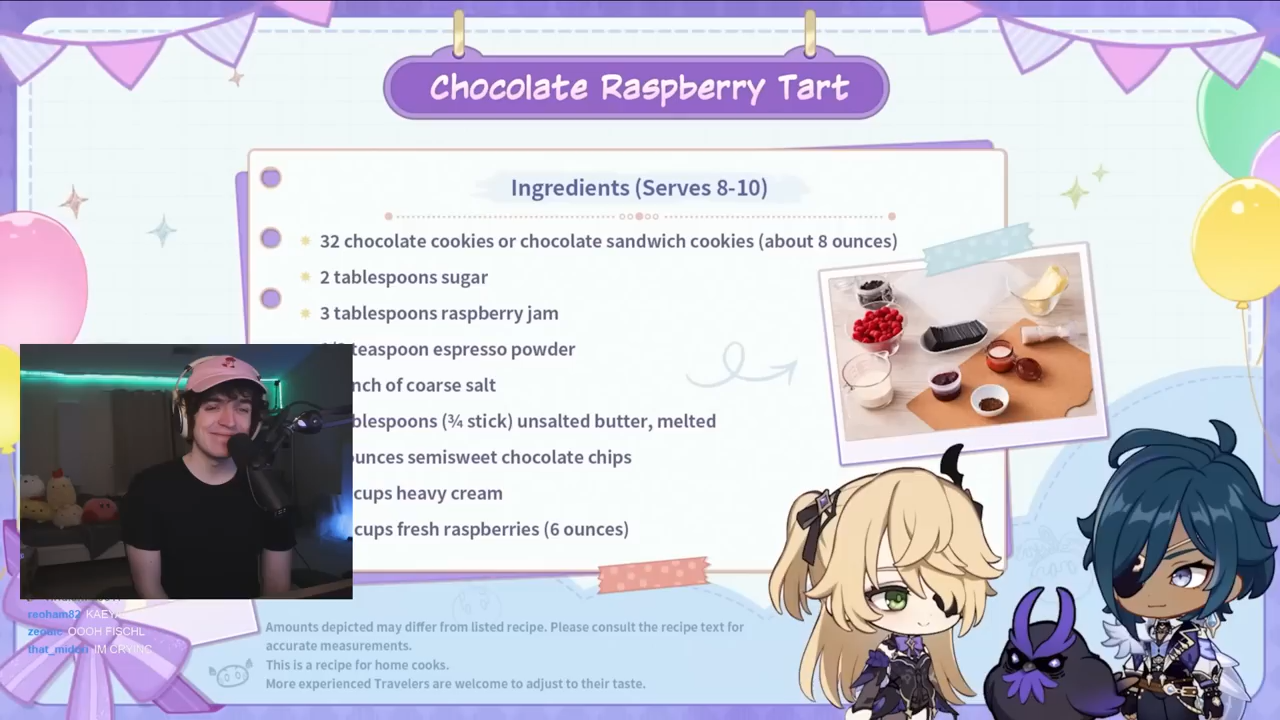 Chocolate Raspberry Tart
Ingredients (Serves 8-10)
32 chocolate cookies or chocolate sandwich cookies (about 8 ounces)
2 tablespoons sugar
3 tablespoons raspberry jam
teaspoon espresso powder
of coarse salt
(¾ stick) unsalted butter, melted
semisweet chocolate chips
cups heavy cream
cups fresh raspberries (6 ounces)
reoham82 KAEYA
OOOH FISCHL
IM CRYING
Amounts depicted may differ from listed recipe. Please consult the recipe text for
accurate measurements.
This is a recipe for home cooks.
More experienced Travelers are welcome to adjust to their taste.